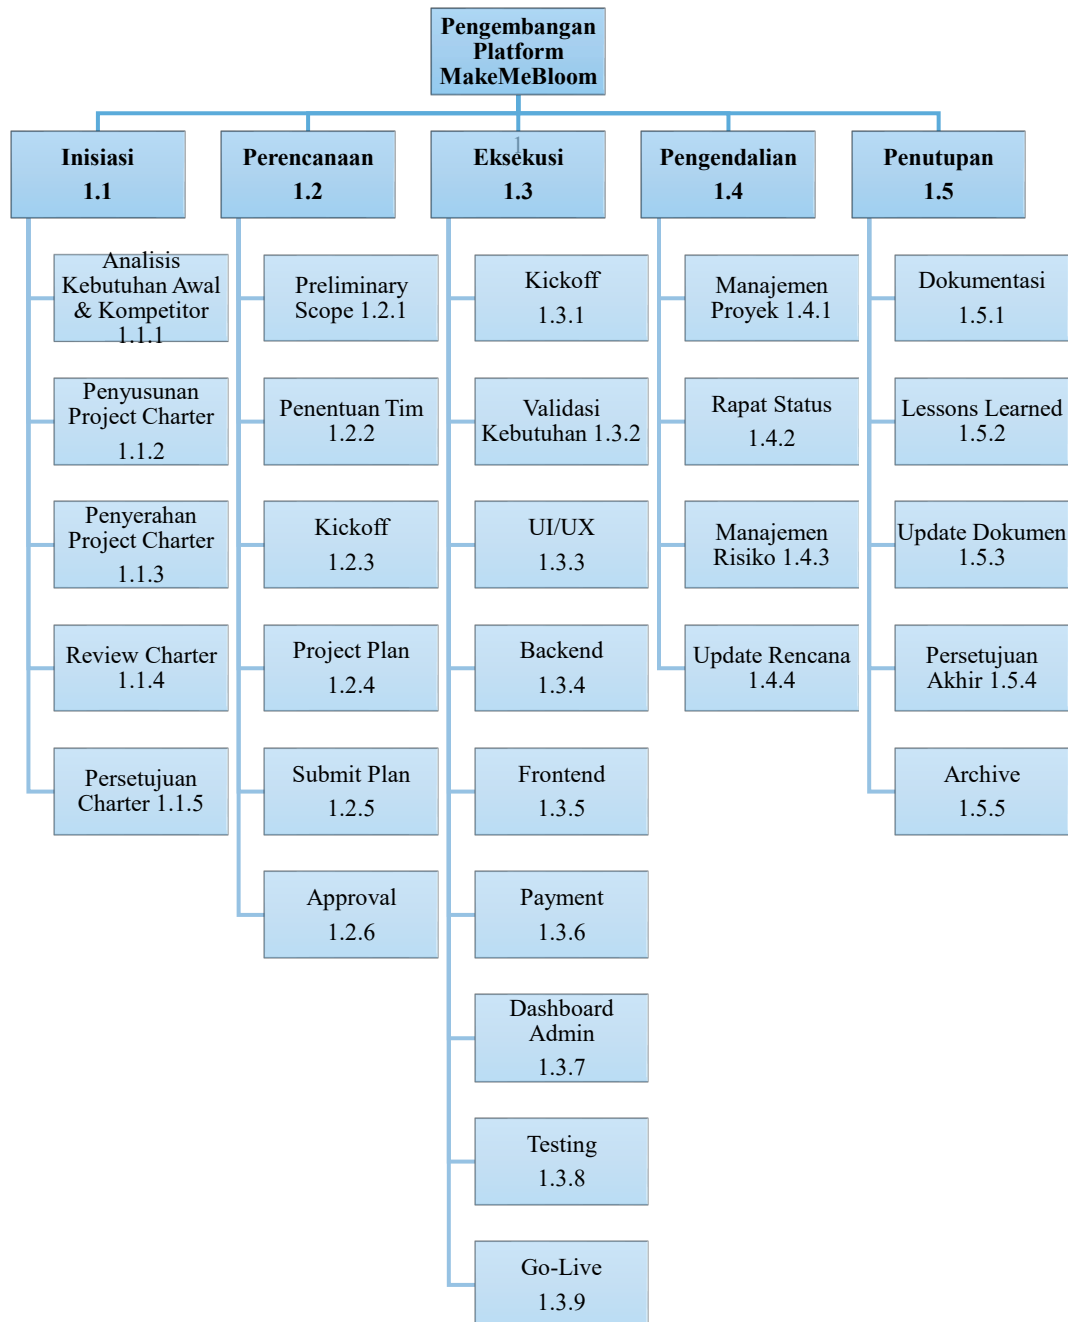 Pengembangan
Platform
MakeMeBloom
1
Inisiasi
1.1
Perencanaan
1.2
Eksekusi
1.3
Pengendalian
1.4
Penutupan
1.5
Analisis
Kebutuhan Awal
& Kompetitor
1.1.1
Penyusunan
Project Charter
1.1.2
Penyerahan
Project Charter
1.1.3
Review Charter
1.1.4
Persetujuan
Charter 1.1.5
Preliminary
Scope 1.2.1
Penentuan Tim
1.2.2
Kickoff
1.2.3
Project Plan
1.2.4
Submit Plan
1.2.5
Approval
1.2.6
Kickoff
1.3.1
Validasi
Kebutuhan 1.3.2
UI/UX
1.3.3
Backend
1.3.4
Frontend
1.3.5
Payment
1.3.6
Dashboard
Admin
1.3.7
Testing
1.3.8
Go-Live
1.3.9
Manajemen
Proyek 1.4.1
Rapat Status
1.4.2
Manajemen
Risiko 1.4.3
Update Rencana
1.4.4
Dokumentasi
1.5.1
Lessons Learned
1.5.2
Update Dokumen
1.5.3
Persetujuan
Akhir 1.5.4
Archive
1.5.5